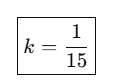 k = 1/15